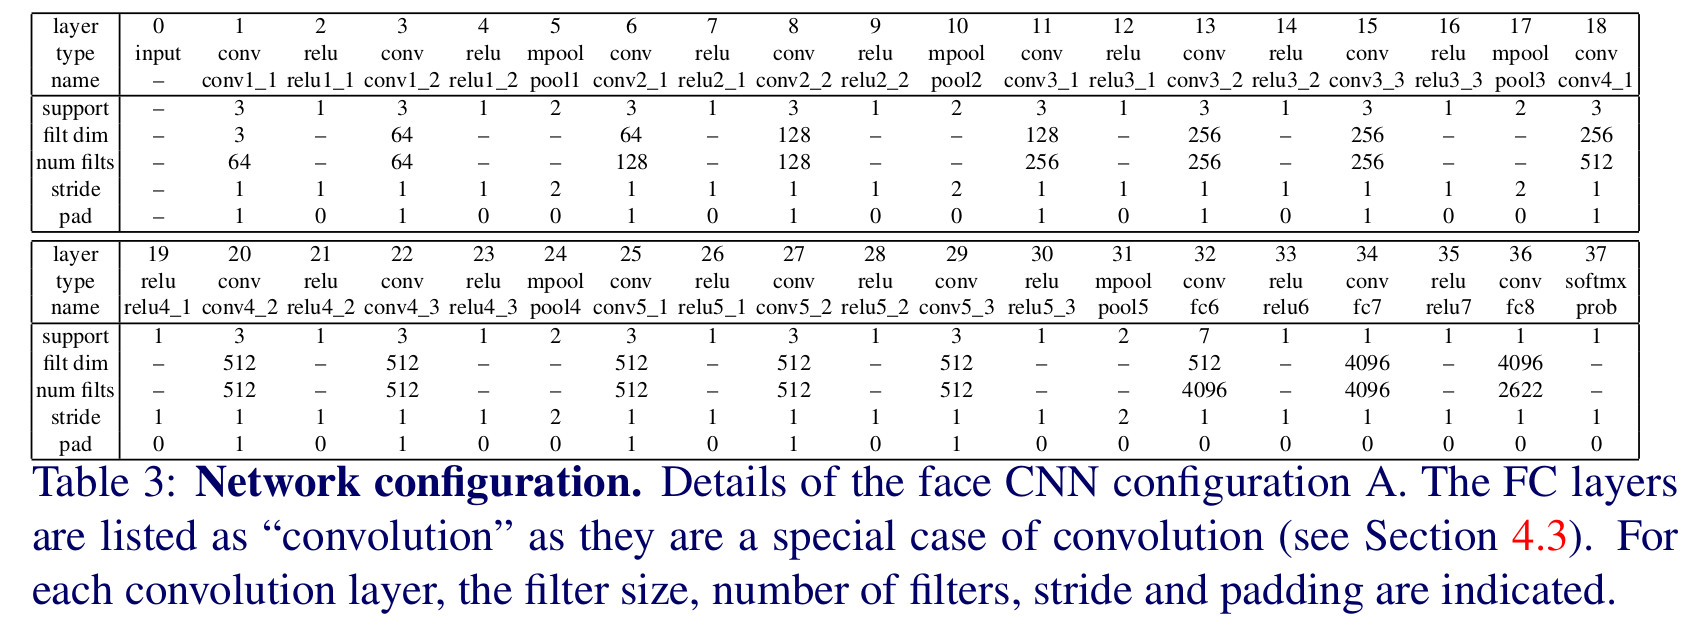 layer 0 1 2 3 4 5 6 7 8 9 10 11 12 13 14 15 16 17 18
type input conv relu conv relu mpool conv relu conv relu mpool conv relu conv relu conv relu mpool conv
name – conv1_1 relu1_1 conv1_2 relu1_2 pool1 conv2_1 relu2_1 conv2_2 relu2_2 pool2 conv3_1 relu3_1 conv3_2 relu3_2 conv3_3 relu3_3 pool3 conv4_1
support – 3 1 3 1 2 3 1 3 1 2 3 1 3 1 3 1 2 3
filt dim – 3 – 64 – – 64 – 128 – – 128 – 256 – 256 – – 256
num filts – 64 – 64 – – 128 – 128 – – 256 – 256 – 256 – – 512
stride – 1 1 1 1 2 1 1 1 1 2 1 1 1 1 1 1 2 1
pad – 1 0 1 0 0 1 0 1 0 0 1 0 1 0 1 0 0 1
layer 19 20 21 22 23 24 25 26 27 28 29 30 31 32 33 34 35 36 37
type relu conv relu conv relu mpool conv relu conv relu conv relu mpool conv relu conv relu conv softmx
name relu4_1 conv4_2 relu4_2 conv4_3 relu4_3 pool4 conv5_1 relu5_1 conv5_2 relu5_2 conv5_3 relu5_3 pool5 fc6 relu6 fc7 relu7 fc8 prob
support 1 3 1 3 1 2 3 1 3 1 3 1 2 7 1 1 1 1 1
filt dim – 512 – 512 – – 512 – 512 – 512 – – 512 – 4096 – 4096 –
num filts – 512 – 512 – – 512 – 512 – 512 – – 4096 – 4096 – 2622 –
stride 1 1 1 1 1 2 1 1 1 1 1 1 2 1 1 1 1 1 1
pad 0 1 0 1 0 0 1 0 1 0 1 0 0 0 0 0 0 0 0
Table 3: Network configuration. Details of the face CNN configuration A. The FC layers
are listed as “convolution” as they are a special case of convolution (see Section 4.3). For
each convolution layer, the filter size, number of filters, stride and padding are indicated.